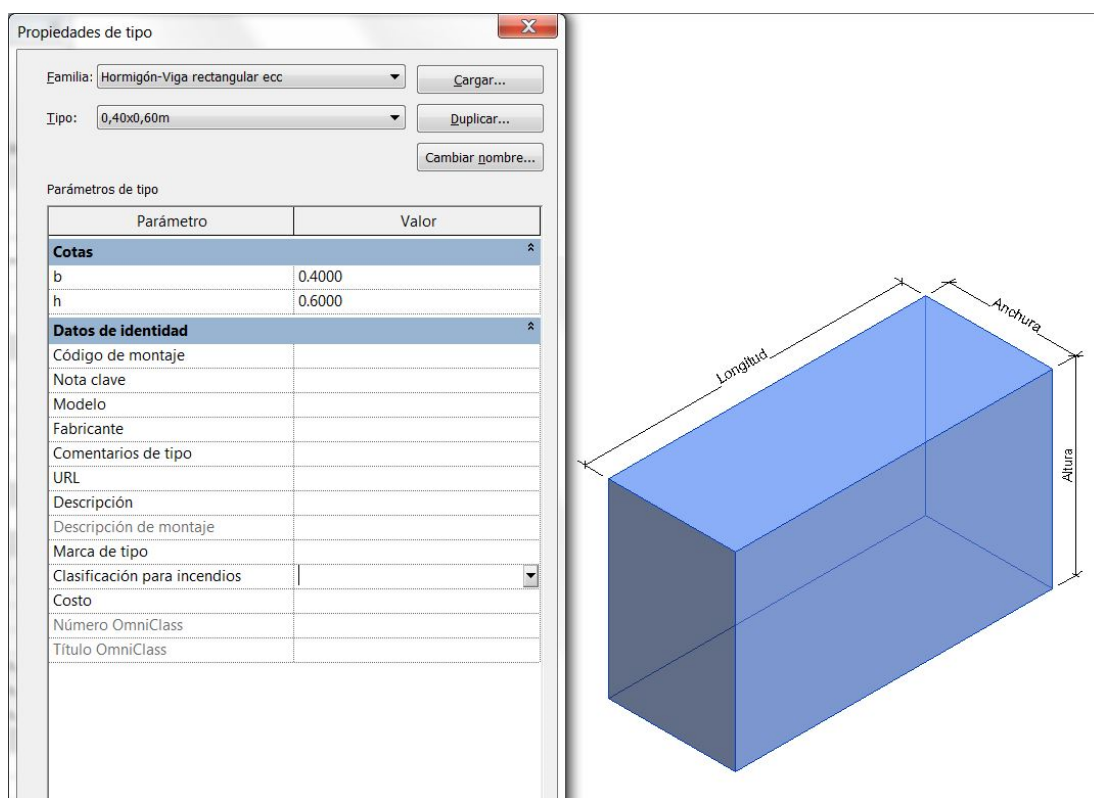 Propiedades de tipo
Familia: Hormigón-Viga rectangular ecc Cargar...
Tipo: 0,40x0,60m Duplicar...
Cambiar nombre...
Parámetros de tipo
Parámetro Valor
Cotas
b 0.4000
h 0.6000
Datos de identidad
Código de montaje
Nota clave
Modelo
Fabricante
Comentarios de tipo
URL
Descripción
Descripción de montaje
Marca de tipo
Clasificación para incendios
Costo
Número OmniClass
Título OmniClass
Longitud
Anchura
Altura